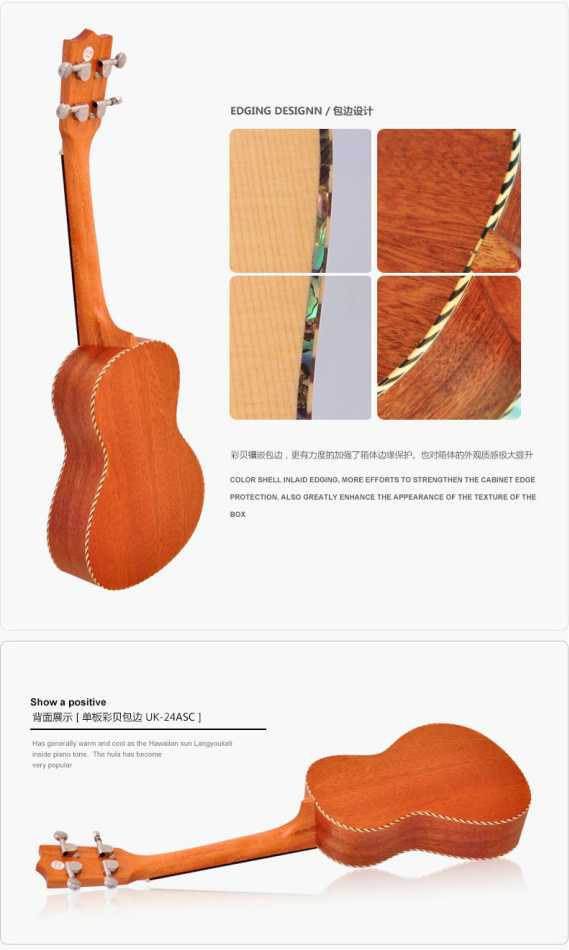 EDGING DESIGNN / 包边设计
彩贝镶嵌包边，更有力度的加强了箱体边缘保护。也对箱体的外观质感极大提升
COLOR SHELL INLAID EDGING, MORE EFFORTS TO STRENGTHEN THE CABINET EDGE
PROTECTION. ALSO GREATLY ENHANCE THE APPEARANCE OF THE TEXTURE OF THE
BOX
Show a positive
背面展示 [ 单板彩贝包边 UK-24ASC ]
Has generally warm and cool as the Hawaiian sun Langyoukeli
inside piano tone. The hula has become
very popular